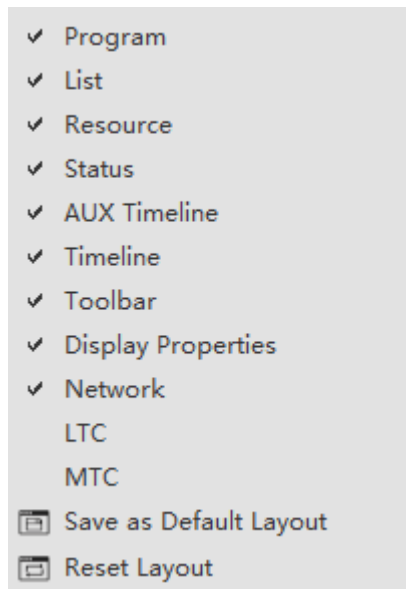 Program
List
Resource
Status
AUX Timeline
Timeline
Toolbar
Display Properties
Network
LTC
MTC
Save as Default Layout
Reset Layout